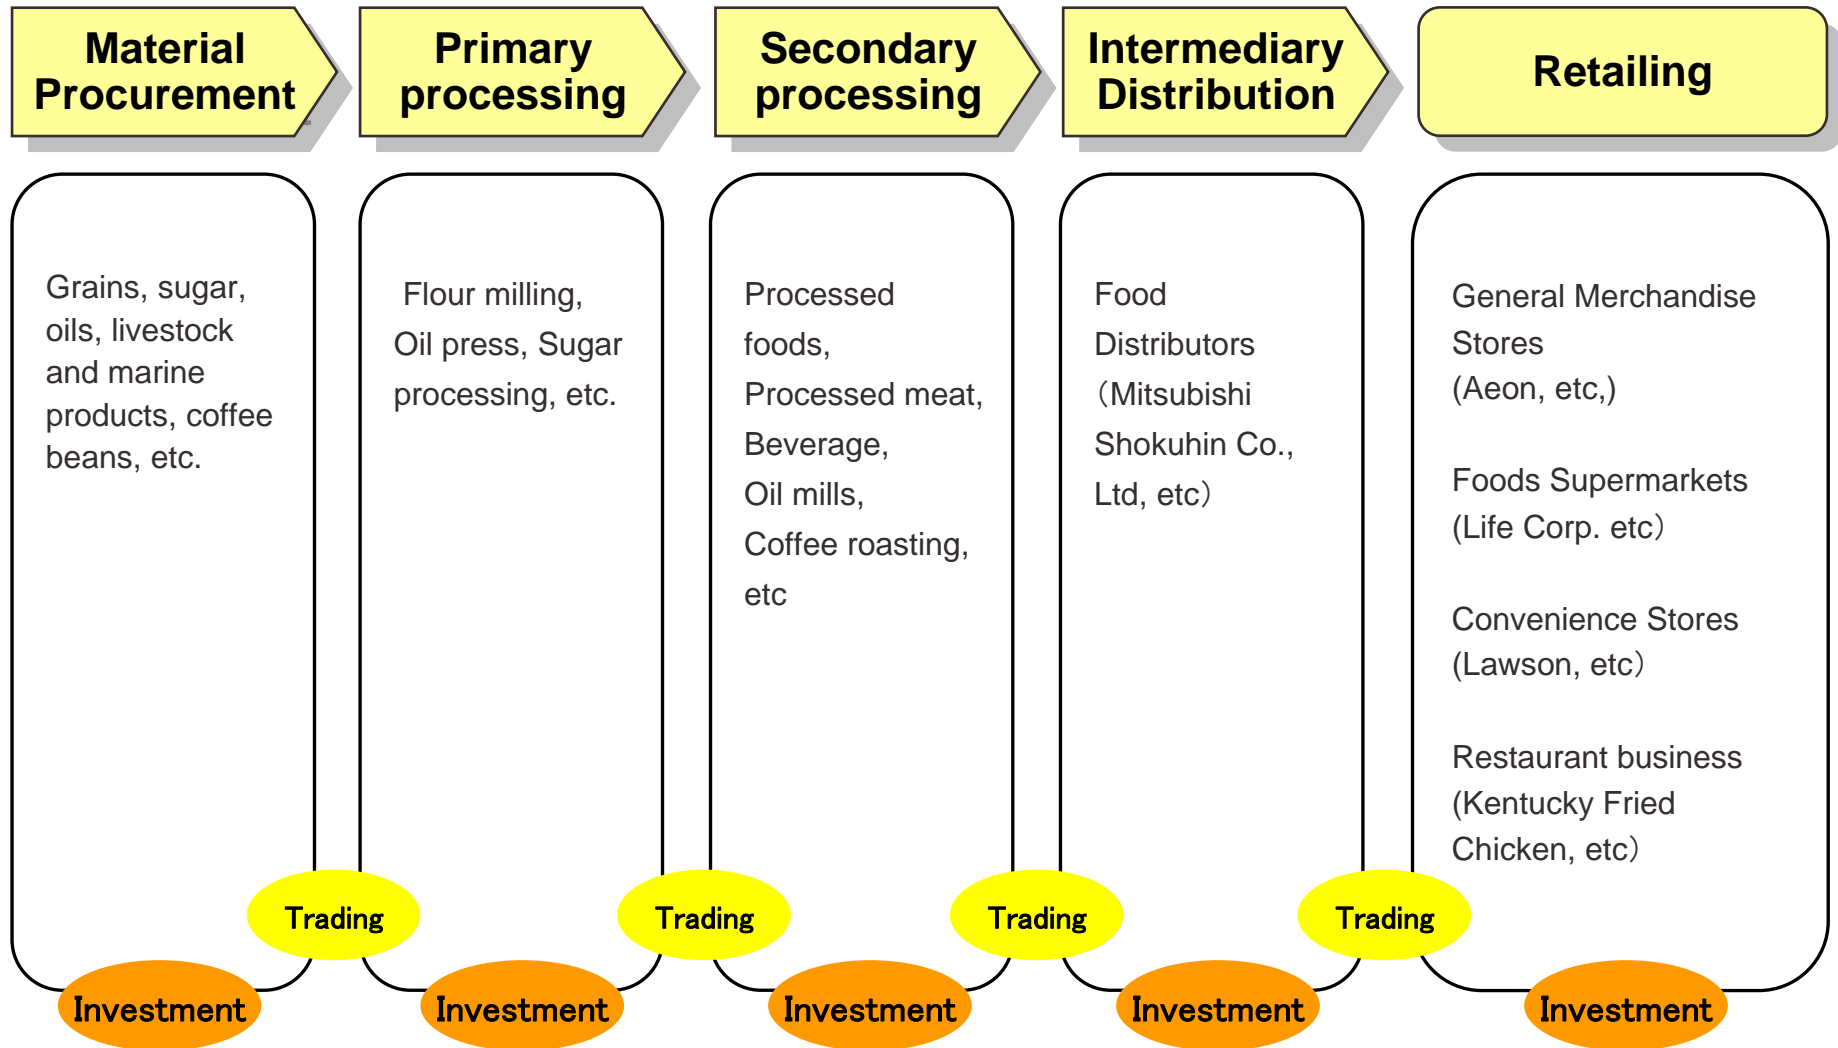 Material
Procurement
Primary
processing
Secondary
processing
Intermediary
Distribution
Retailing
Grains, sugar,
oils, livestock
and marine
products, coffee
beans, etc.
Flour milling,
Oil press, Sugar
processing, etc.
Processed
foods,
Processed meat,
Beverage,
Oil mills,
Coffee roasting,
etc
Food
Distributors
（Mitsubishi
Shokuhin Co.,
Ltd, etc）
General Merchandise
Stores
(Aeon, etc,)
Foods Supermarkets
(Life Corp. etc）
Convenience Stores
(Lawson, etc）
Restaurant business
(Kentucky Fried
Chicken, etc）
Trading
Trading
Trading
Trading
Investment
Investment
Investment
Investment
Investment